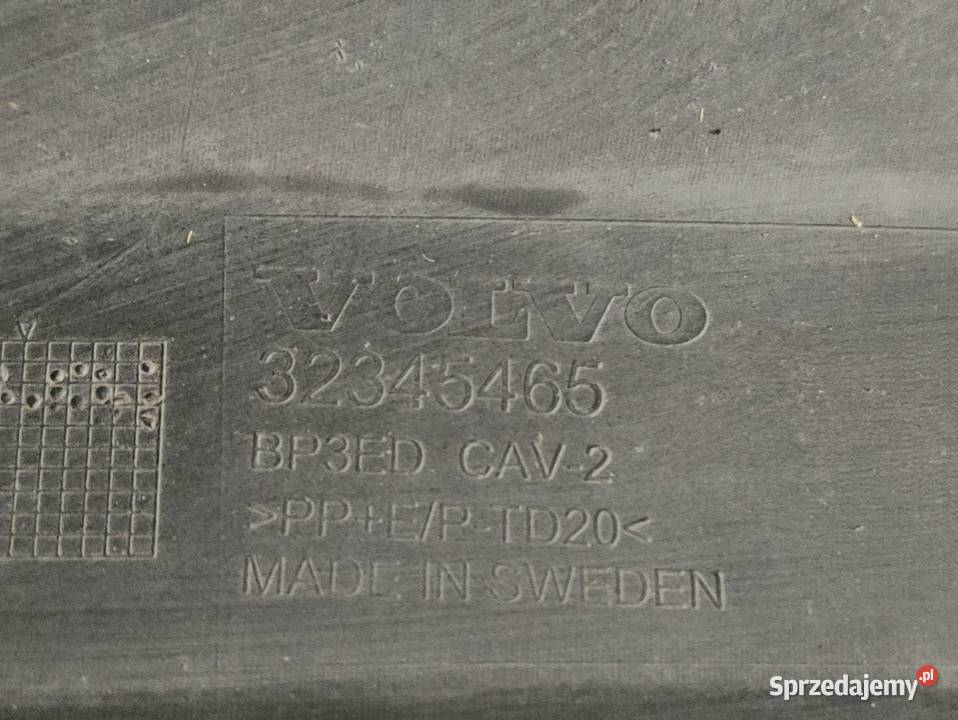 VOLVO
32345465
BP3ED CAV-2
>PP+E/P-TD20<
MADE IN SWEDEN
Sprzedajemy.pl